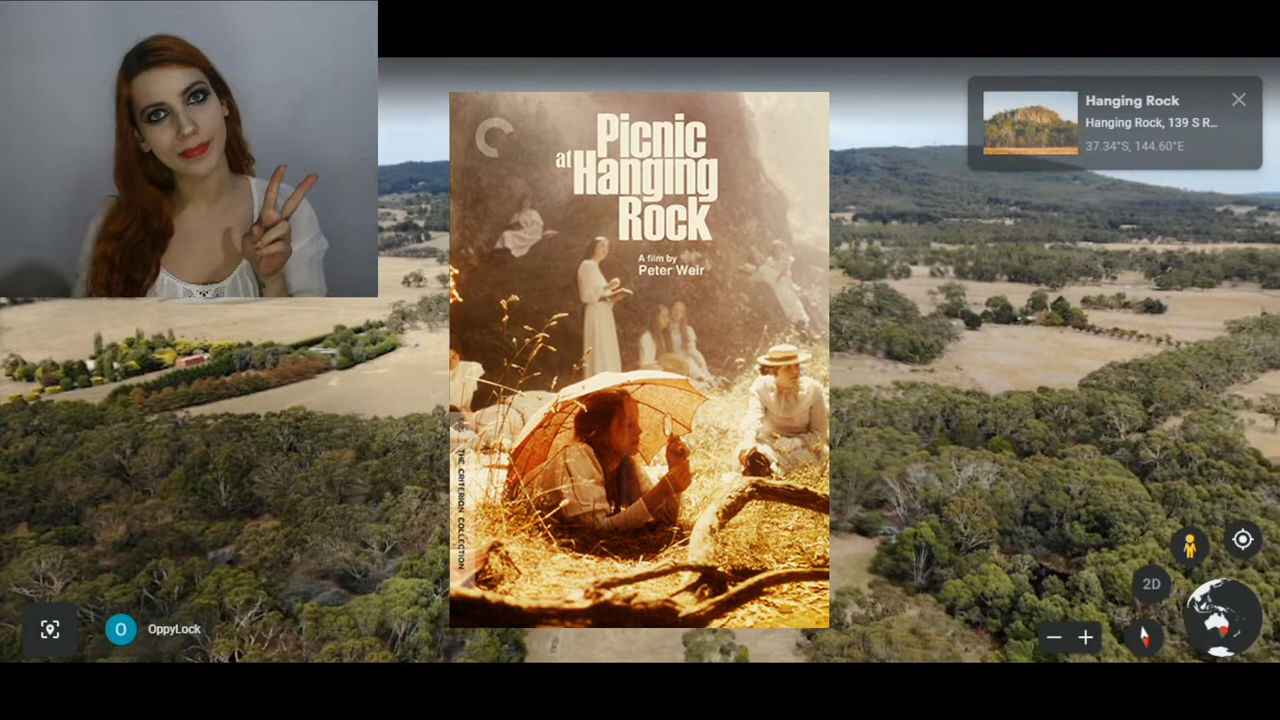 Picnic
at Hanging
Rock
A film by
Peter Weir
THE CRITERION COLLECTION
Hanging Rock
Hanging Rock, 139 S R...
37.34°S, 144.60°E
2D
O
OppyLock